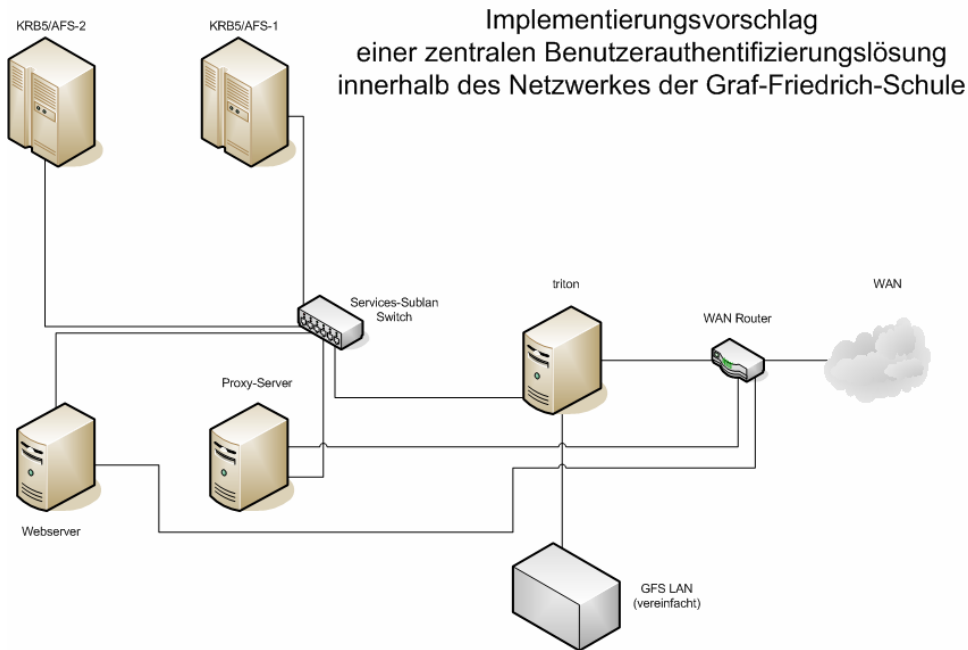 Implementierungsvorschlag
einer zentralen Benutzerauthentifizierungslösung
innerhalb des Netzwerkes der Graf-Friedrich-Schule
KRB5/AFS-2
KRB5/AFS-1
Services-Sublan
Switch
triton
WAN Router
WAN
Proxy-Server
Webserver
GFS LAN
(vereinfacht)